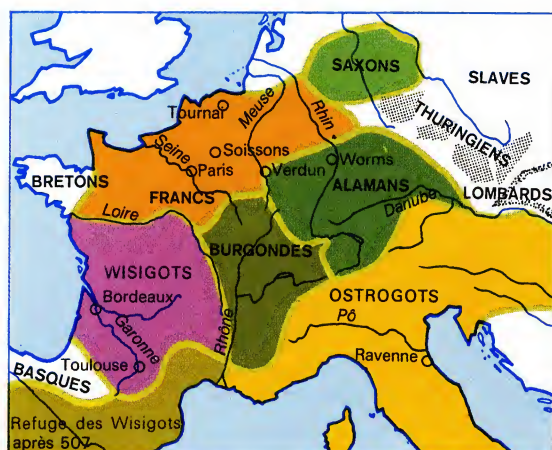 SAXONS
SLAVES
Tournai
Meuse
Rhin
THURINGIENS
Seine
Soissons
Paris
Verdun
Worms
BRETONS
FRANCS
ALAMANS
LOMBARDS
Loire
Danube
BURGONDES
WISIGOTS
Bordeaux
OSTROGOTS
Garonne
Rhône
Pô
Toulouse
Ravenne
BASQUES
Refuge des Wisigots
après 507